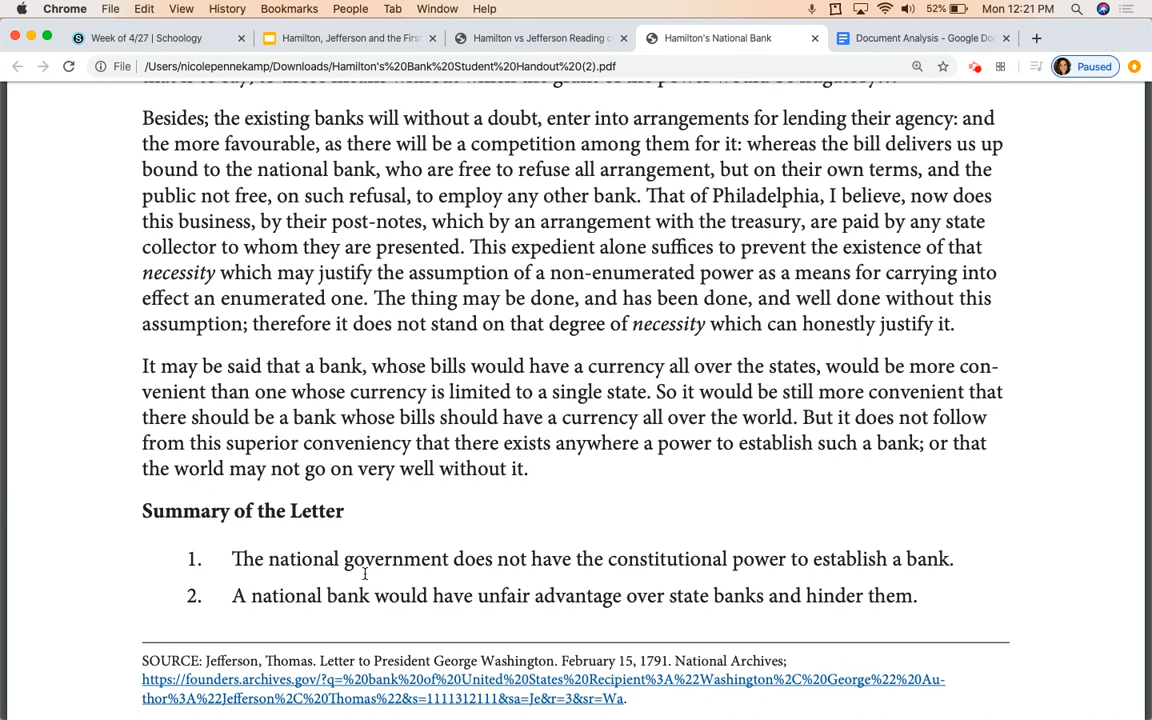 Chrome File Edit View History Bookmarks People Tab Window Help 52% Mon 12:21 PM
Week of 4/27 | Schoology Hamilton, Jefferson and the Firs Hamilton vs Jefferson Reading c Hamilton's National Bank Document Analysis - Google Do
File /Users/nicolepennekamp/Downloads/Hamilton's%20Bank%20Student%20Handout%20(2).pdf Paused
Besides; the existing banks will without a doubt, enter into arrangements for lending their agency: and
the more favourable, as there will be a competition among them for it: whereas the bill delivers us up
bound to the national bank, who are free to refuse all arrangement, but on their own terms, and the
public not free, on such refusal, to employ any other bank. That of Philadelphia, I believe, now does
this business, by their post-notes, which by an arrangement with the treasury, are paid by any state
collector to whom they are presented. This expedient alone suffices to prevent the existence of that
necessity which may justify the assumption of a non-enumerated power as a means for carrying into
effect an enumerated one. The thing may be done, and has been done, and well done without this
assumption; therefore it does not stand on that degree of necessity which can honestly justify it.
It may be said that a bank, whose bills would have a currency all over the states, would be more con-
venient than one whose currency is limited to a single state. So it would be still more convenient that
there should be a bank whose bills should have a currency all over the world. But it does not follow
from this superior conveniency that there exists anywhere a power to establish such a bank; or that
the world may not go on very well without it.
Summary of the Letter
1. The national government does not have the constitutional power to establish a bank.
2. A national bank would have unfair advantage over state banks and hinder them.
SOURCE: Jefferson, Thomas. Letter to President George Washington. February 15, 1791. National Archives;
https://founders.archives.gov/?q=%20bank%20of%20United%20States%20Recipient%3A%22Washington%2C%20George%22%20Au-
thor%3A%22Jefferson%2C%20Thomas%22&s=1111312111&sa=Je&r=3&sr=Wa.